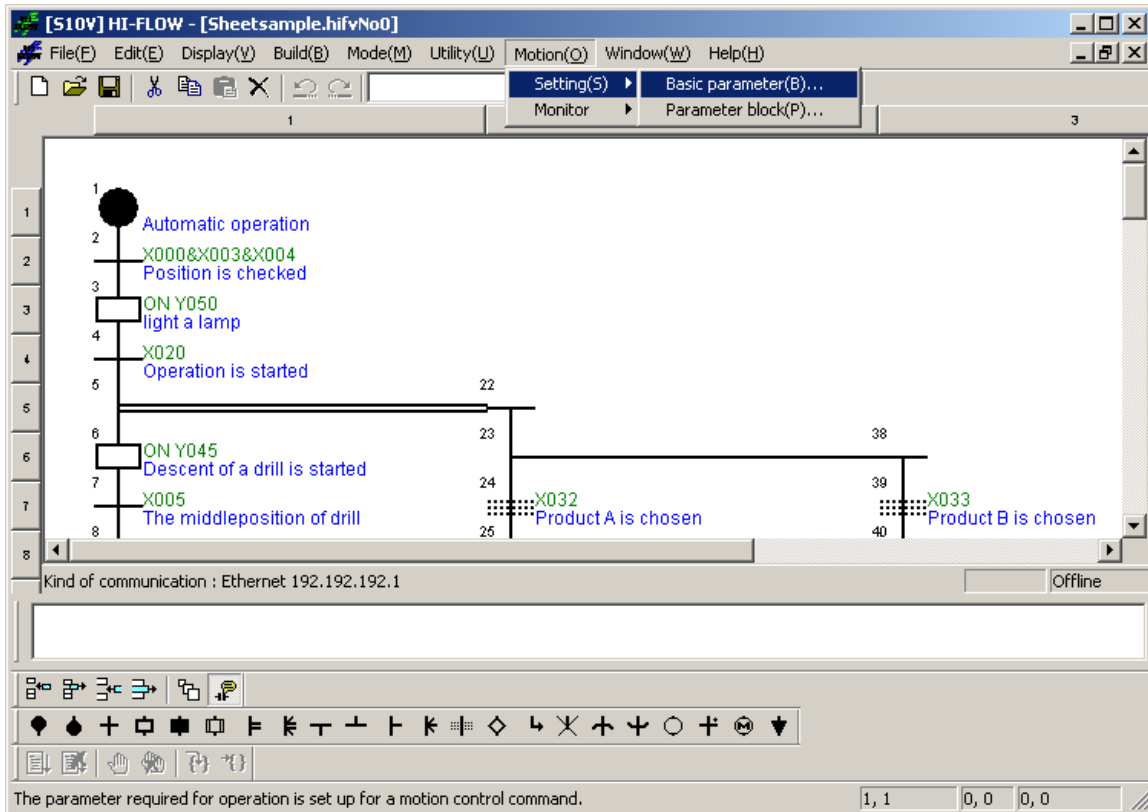 [S10V] HI-FLOW - [Sheetsample.hifvNo0]
File(F) Edit(E) Display(V) Build(B) Mode(M) Utility(U) Motion(O) Window(W) Help(H)
Setting(S) Basic parameter(B)...
Monitor Parameter block(P)...
1 3
1
1
Automatic operation
2
2
X000&X003&X004
Position is checked
3
3
ON Y050
light a lamp
4
4
X020
Operation is started
5 22
5
6 23 38
6
ON Y045
Descent of a drill is started
7 24 39
7
X005 X032 X033
The middleposition of drill Product A is chosen Product B is chosen
8 25 40
8
Kind of communication : Ethernet 192.192.192.1 Offline
The parameter required for operation is set up for a motion control command. 1, 1 0, 0 0, 0